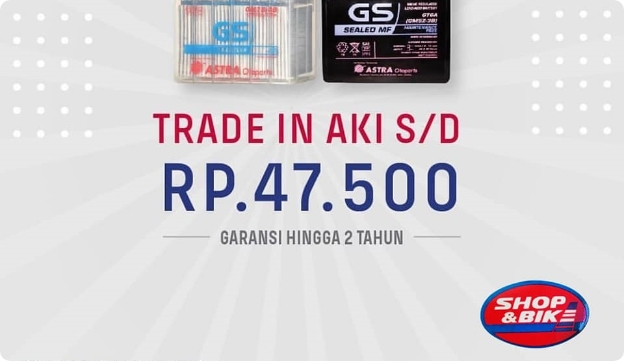 GS
ASTRA Otoparts
GS
GT6A
SEALED MF
ASTRA Otoparts
TRADE IN AKI S/D
RP.47.500
GARANSI HINGGA 2 TAHUN
SHOP
&BIKE